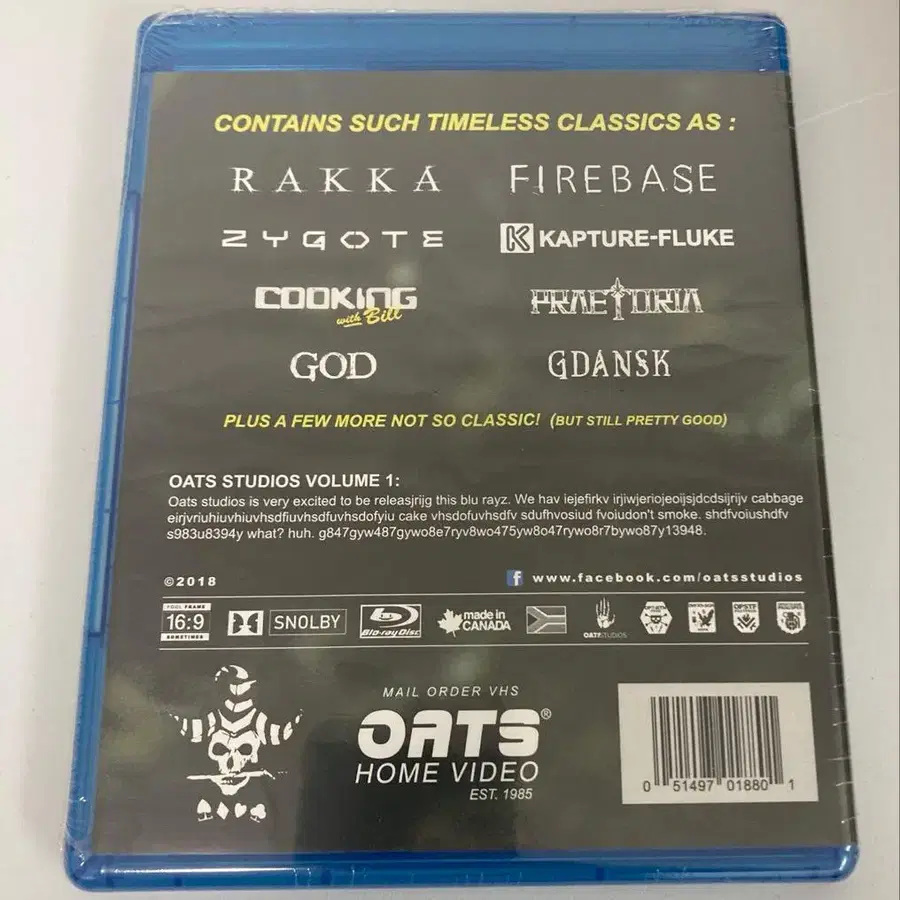 CONTAINS SUCH TIMELESS CLASSICS AS :
RAKKA FIREBASE
ZYGOTE K KAPTURE-FLUKE
COOKING with Bill PRAETORIA
GOD GDANSK
PLUS A FEW MORE NOT SO CLASSIC! (BUT STILL PRETTY GOOD)
OATS STUDIOS VOLUME 1:
Oats studios is very excited to be releasjrijg this blu rayz. We hav iejefirkv irjiwjeriojeoijsjdcdsijrijv cabbage
eirjvriuhiuvhiuvhsdfiuvhsdfuvhsdofyiu cake vhsdofuvhsdfv sdufhvosiud fvoiudon't smoke. shdfvoiushdfv
s983u8394y what? huh. g847gyw487gywo8e7ryv8wo475yw8o47rywo8r7bywo87y13948.
©2018 f www.facebook.com/oatsstudios
FULL FRAME
16:9
SOMETIMES
SNOLBY
Blu-ray Disc
made in
CANADA
OATS STUDIOS
MAIL ORDER VHS
OATS®
HOME VIDEO
EST. 1985
0 51497 01880 1